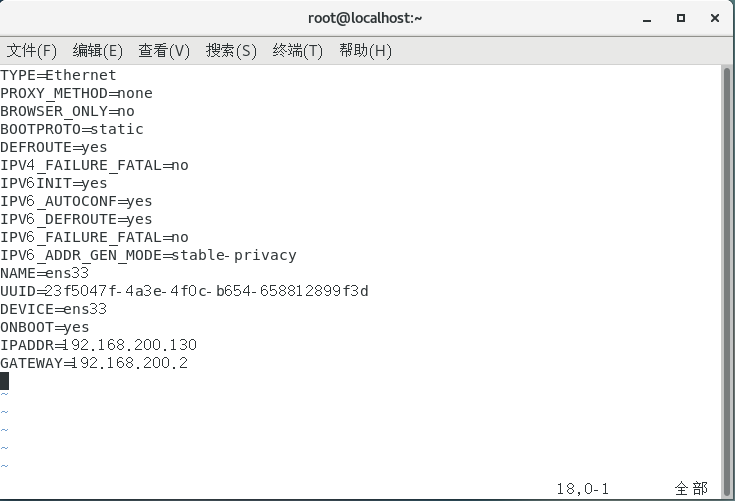 root@localhost:~
文件(F) 编辑(E) 查看(V) 搜索(S) 终端(T) 帮助(H)
TYPE=Ethernet
PROXY_METHOD=none
BROWSER_ONLY=no
BOOTPROTO=static
DEFROUTE=yes
IPV4_FAILURE_FATAL=no
IPV6INIT=yes
IPV6_AUTOCONF=yes
IPV6_DEFROUTE=yes
IPV6_FAILURE_FATAL=no
IPV6_ADDR_GEN_MODE=stable-privacy
NAME=ens33
UUID=23f5047f-4a3e-4f0c-b654-658812899f3d
DEVICE=ens33
ONBOOT=yes
IPADDR=192.168.200.130
GATEWAY=192.168.200.2
~
~
~
~
~
18,0-1 全部